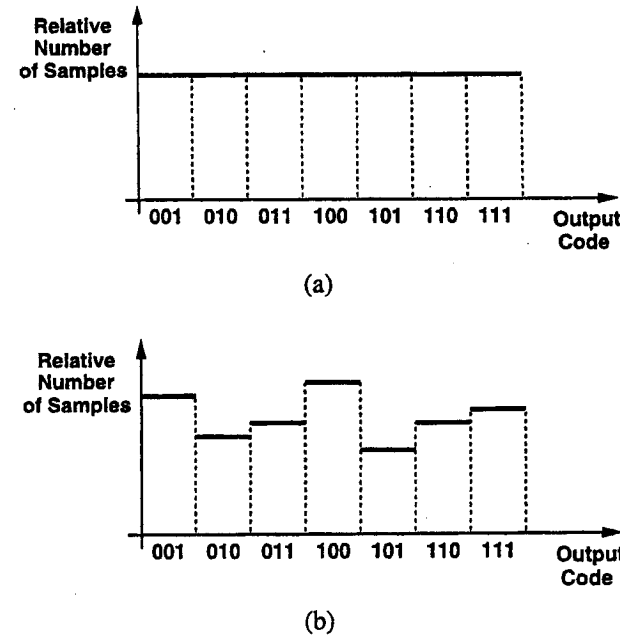 Relative
Number
of Samples
001 010 011 100 101 110 111 Output
Code
(a)
Relative
Number
of Samples
001 010 011 100 101 110 111 Output
Code
(b)